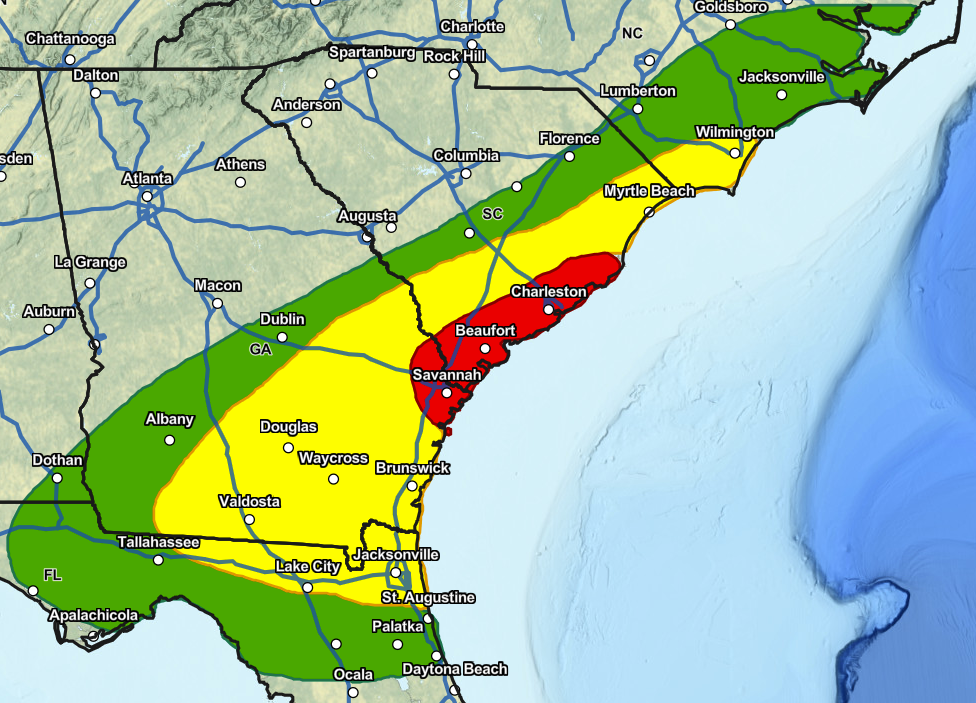 Goldsboro
Charlotte
NC
Chattanooga
Spartanburg
Rock Hill
Dalton
Jacksonville
Lumberton
Anderson
Wilmington
Florence
sden
Athens
Columbia
Atlanta
Myrtle Beach
SC
Augusta
La Grange
Macon
Charleston
Auburn
Dublin
Beaufort
GA
Savannah
Albany
Douglas
Dothan
Waycross
Brunswick
Valdosta
Tallahassee
Jacksonville
Lake City
FL
St. Augustine
Apalachicola
Palatka
Daytona Beach
Ocala